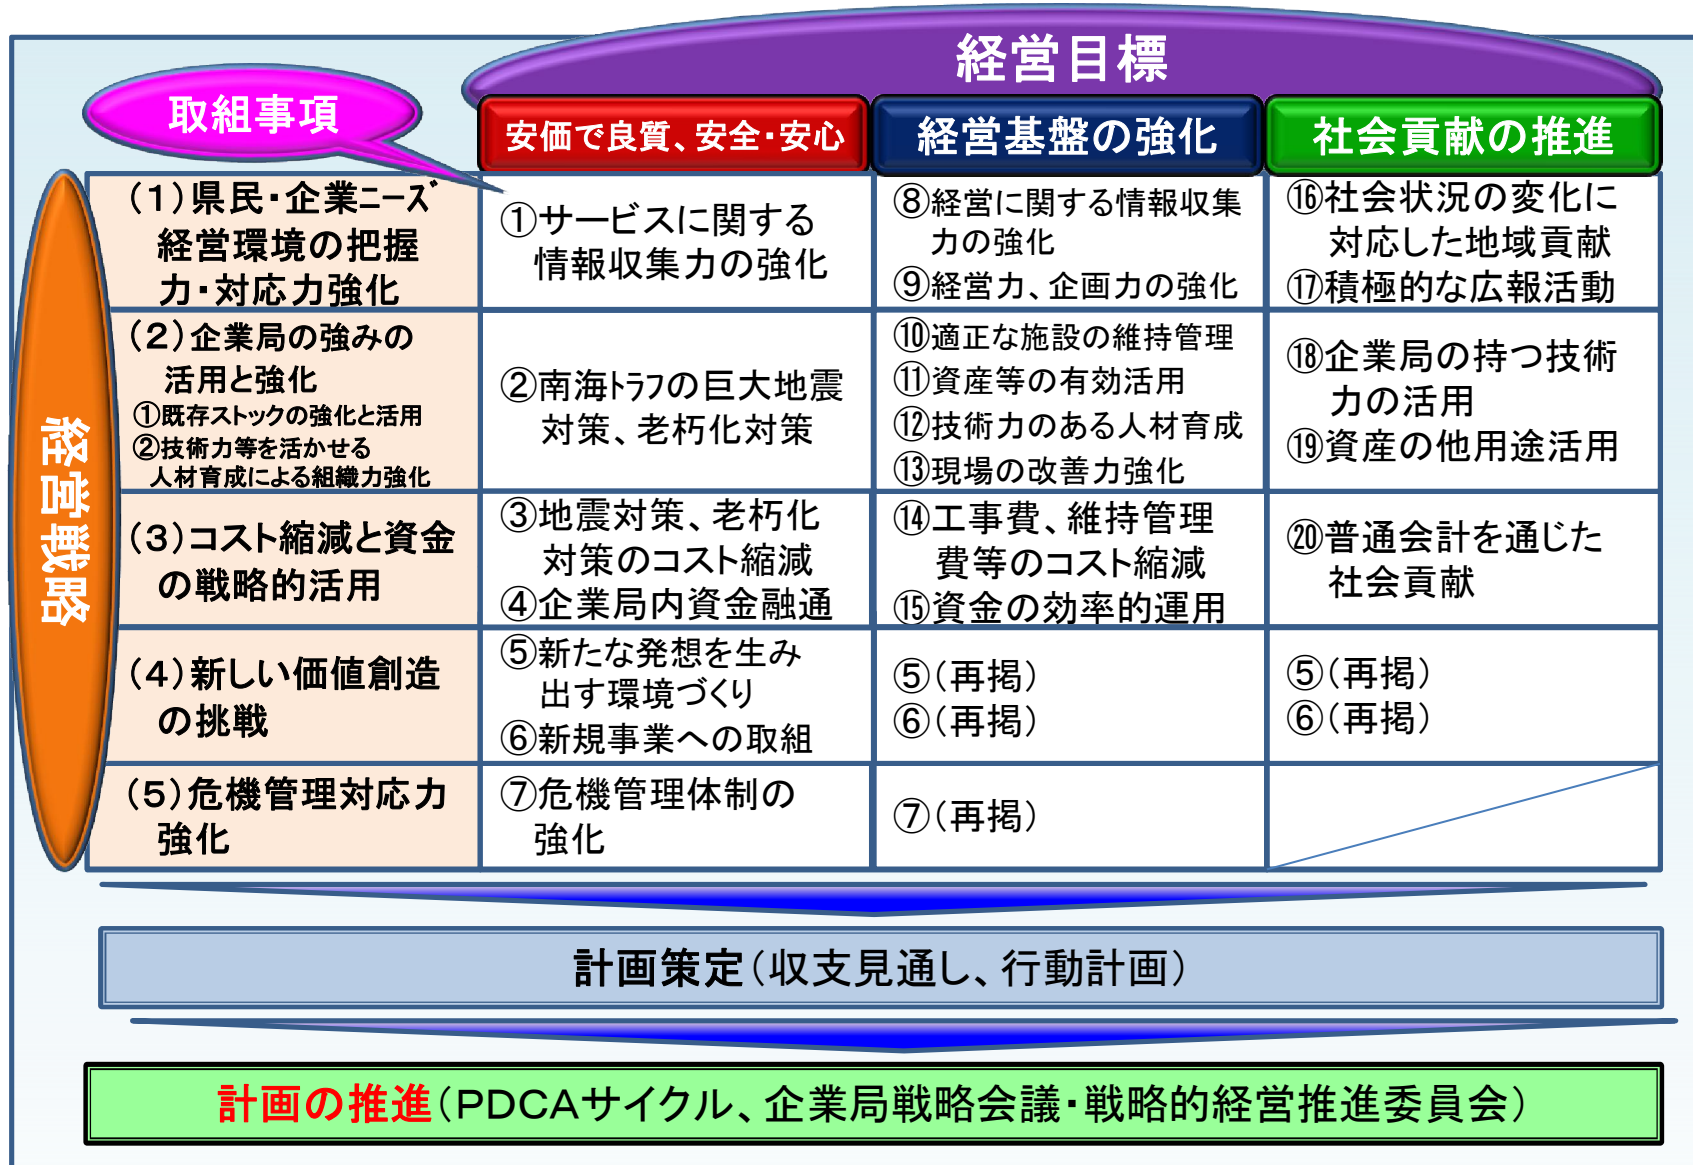 経営目標
取組事項
安価で良質、安全・安心
経営基盤の強化
社会貢献の推進
経営戦略
(1)県民・企業ニーズ
経営環境の把握
力・対応力強化
①サービスに関する
情報収集力の強化
⑧経営に関する情報収集
力の強化
⑨経営力、企画力の強化
⑯社会状況の変化に
対応した地域貢献
⑰積極的な広報活動
(2)企業局の強みの
活用と強化
①既存ストックの強化と活用
②技術力等を活かせる
人材育成による組織力強化
②南海トラフの巨大地震
対策、老朽化対策
⑩適正な施設の維持管理
⑪資産等の有効活用
⑫技術力のある人材育成
⑬現場の改善力強化
⑱企業局の持つ技術
力の活用
⑲資産の他用途活用
(3)コスト縮減と資金
の戦略的活用
③地震対策、老朽化
対策のコスト縮減
④企業局内資金融通
⑭工事費、維持管理
費等のコスト縮減
⑮資金の効率的運用
⑳普通会計を通じた
社会貢献
(4)新しい価値創造
の挑戦
⑤新たな発想を生み
出す環境づくり
⑥新規事業への取組
⑤(再掲)
⑥(再掲)
⑤(再掲)
⑥(再掲)
(5)危機管理対応力
強化
⑦危機管理体制の
強化
⑦(再掲)
計画策定(収支見通し、行動計画)
計画の推進(PDCAサイクル、企業局戦略会議・戦略的経営推進委員会)